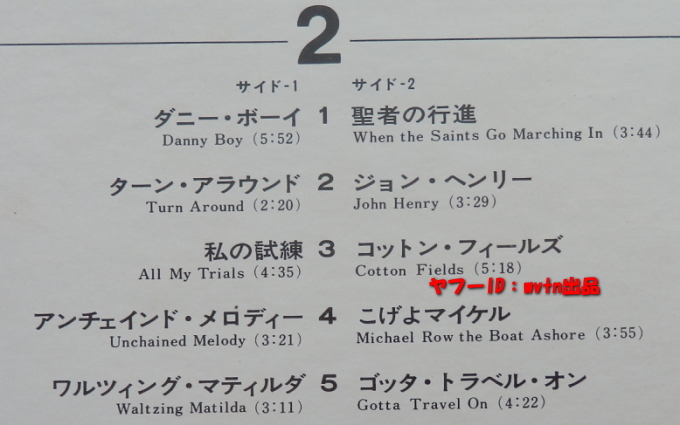 2
サイド-1
サイド-2
ダニー・ボーイ 1 聖者の行進
Danny Boy (5:52) When the Saints Go Marching In (3:44)
ターン・アラウンド 2 ジョン・ヘンリー
Turn Around (2:20) John Henry (3:29)
私の試練 3 コットン・フィールズ
All My Trials (4:35) Cotton Fields (5:18)
ヤフーID：wvtn出品
アンチェインド・メロディー 4 こげよマイケル
Unchained Melody (3:21) Michael Row the Boat Ashore (3:55)
ワルツィング・マティルダ 5 ゴッタ・トラベル・オン
Waltzing Matilda (3:11) Gotta Travel On (4:22)